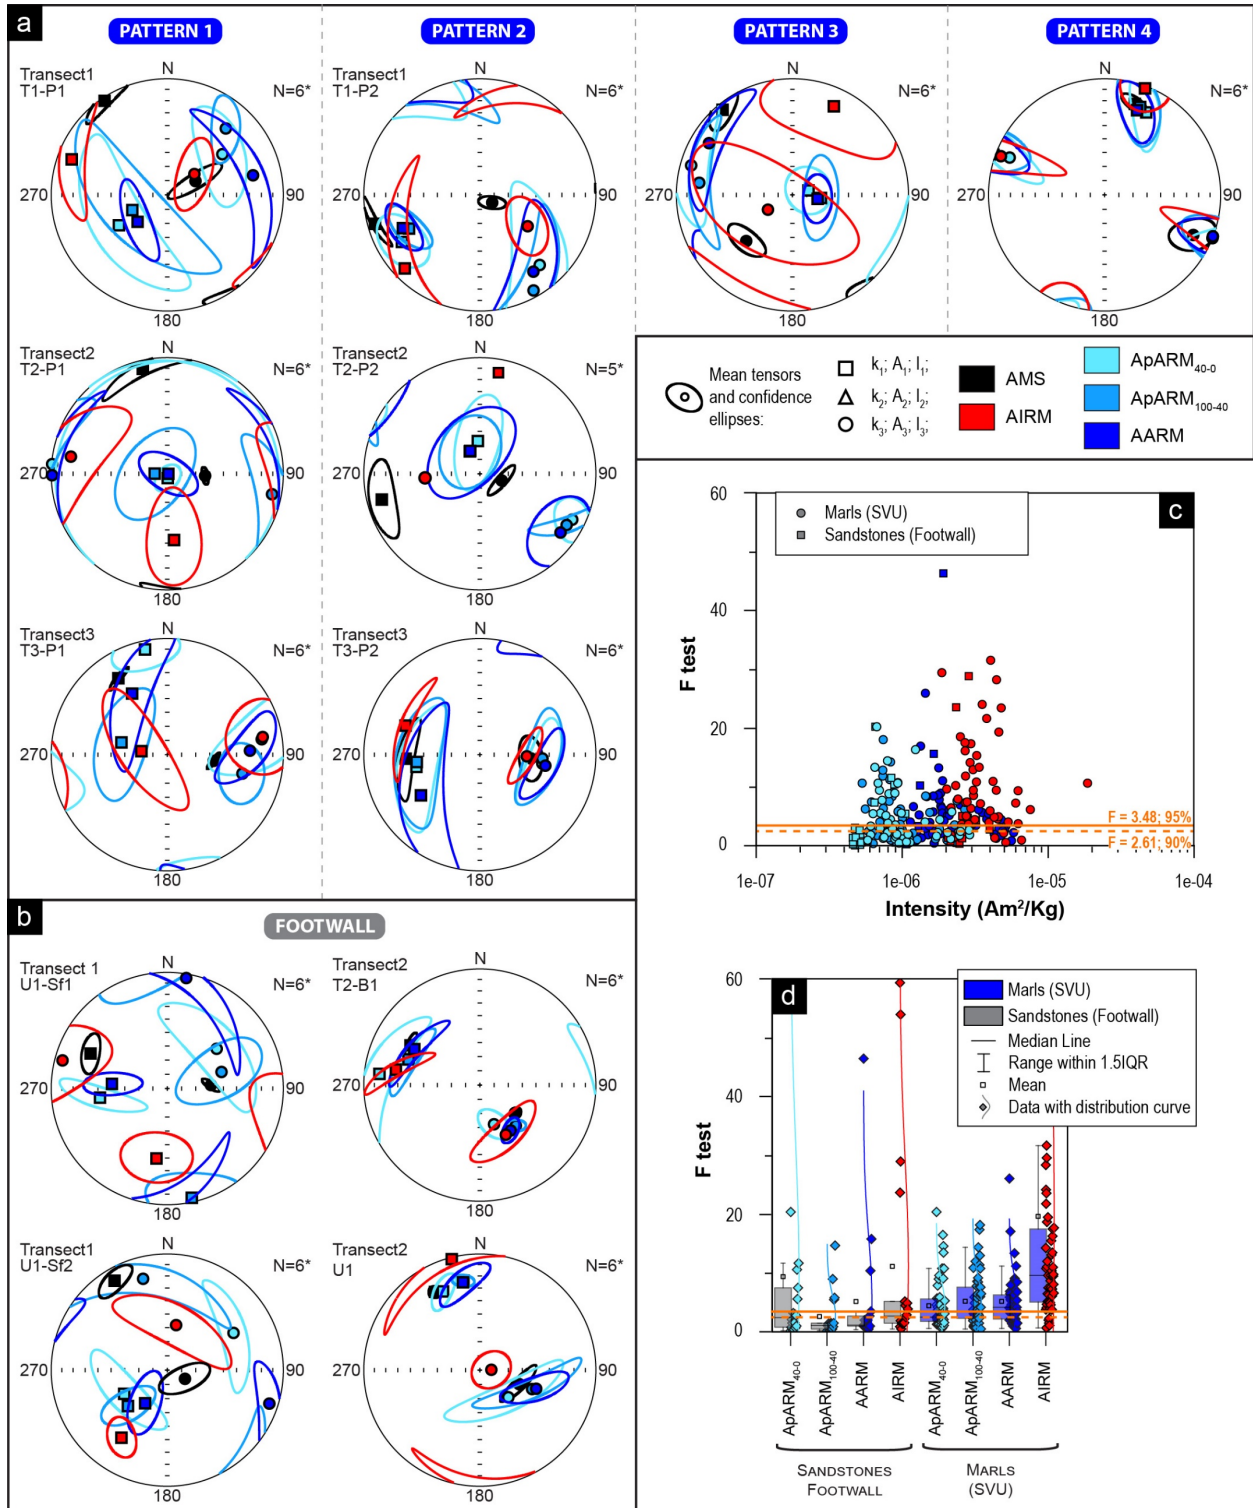 a
PATTERN 1
PATTERN 2
PATTERN 3
PATTERN 4
Transect1
T1-P1
N
N=6*
270
90
180
Transect1
T1-P2
N
N=6*
270
90
180
N
N=6*
270
90
180
N
N=6*
270
90
180
Transect2
T2-P1
N
N=6*
270
90
180
Transect2
T2-P2
N
N=5*
270
90
180
Transect3
T3-P1
N
N=6*
270
90
180
Transect3
T3-P2
N
N=6*
270
90
180
Mean tensors
and confidence
ellipses:
k1; A1; I1;
k2; A2; I2;
k3; A3; I3;
AMS
AIRM
ApARM40-0
ApARM100-40
AARM
b
FOOTWALL
Transect 1
U1-Sf1
N
N=6*
270
90
180
Transect2
T2-B1
N
N=6*
270
90
180
Transect1
U1-Sf2
N
N=6*
270
90
180
Transect2
U1
N
N=6*
270
90
180
c
Marls (SVU)
Sandstones (Footwall)
60
40
20
0
F test
F = 3.48; 95%
F = 2.61; 90%
1e-07
1e-06
1e-05
1e-04
Intensity (Am²/Kg)
d
Marls (SVU)
Sandstones (Footwall)
Median Line
Range within 1.5IQR
Mean
Data with distribution curve
60
40
20
0
F test
ApARM40-0
ApARM100-40
AARM
AIRM
ApARM40-0
ApARM100-40
AARM
AIRM
SANDSTONES
FOOTWALL
MARLS
(SVU)